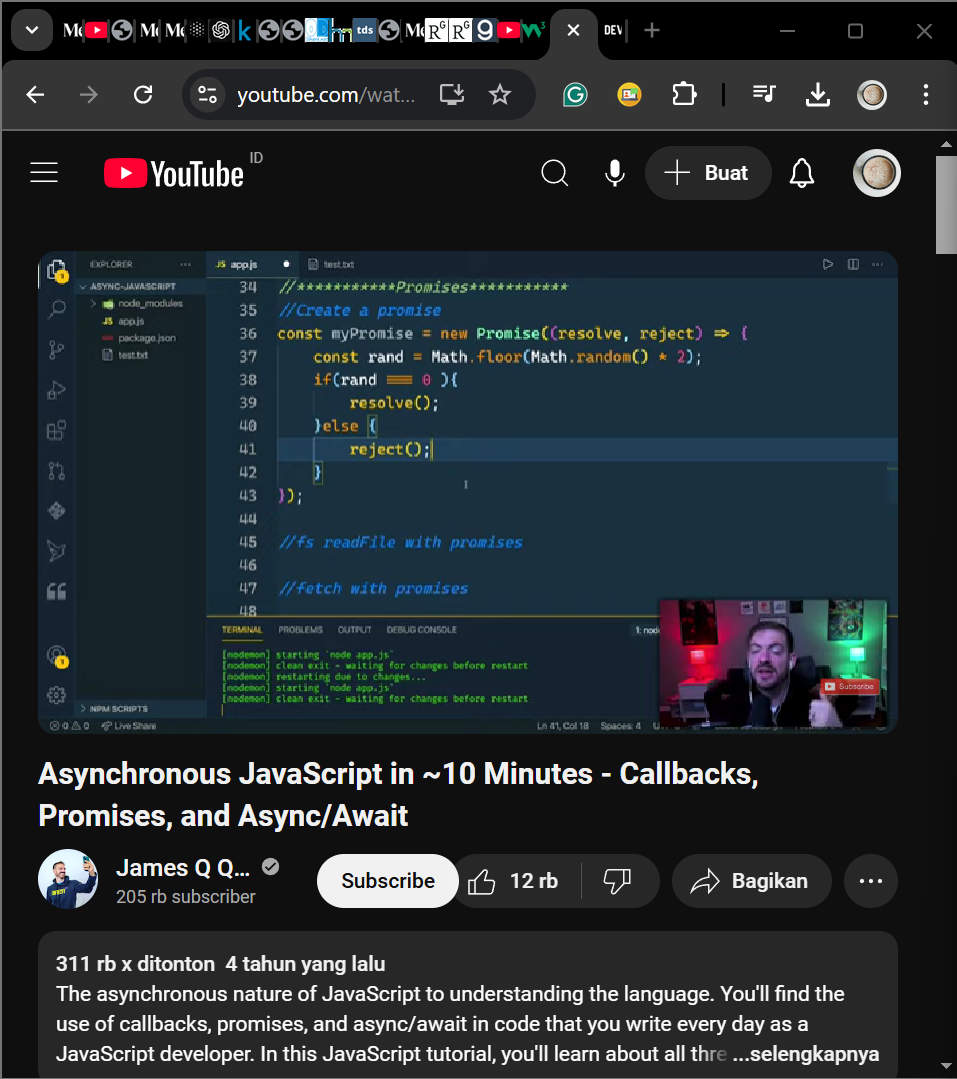 tds
DEV
youtube.com/wat...
YouTube ID
Buat
EXPLORER
ASYNC-JAVASCRIPT
node_modules
JS app.js
package.json
test.txt
NPM SCRIPTS
JS app.js
test.txt
34 //***********Promises***********
35 //Create a promise
36 const myPromise = new Promise((resolve, reject) => {
37 const rand = Math.floor(Math.random() * 2);
38 if(rand === 0 ){
39 resolve();
40 }else {
41 reject();
42 }
43 });
44
45 //fs readFile with promises
46
47 //fetch with promises
48
TERMINAL PROBLEMS OUTPUT DEBUG CONSOLE 1: node
[nodemon] starting `node app.js`
[nodemon] clean exit - waiting for changes before restart
[nodemon] restarting due to changes...
[nodemon] starting `node app.js`
[nodemon] clean exit - waiting for changes before restart
Subscribe
0 0 Live Share Ln 41, Col 18 Spaces: 4
Asynchronous JavaScript in ~10 Minutes - Callbacks,
Promises, and Async/Await
James Q Q...
205 rb subscriber
Subscribe
12 rb
Bagikan
311 rb x ditonton 4 tahun yang lalu
The asynchronous nature of JavaScript to understanding the language. You'll find the
use of callbacks, promises, and async/await in code that you write every day as a
JavaScript developer. In this JavaScript tutorial, you'll learn about all thre ...selengkapnya